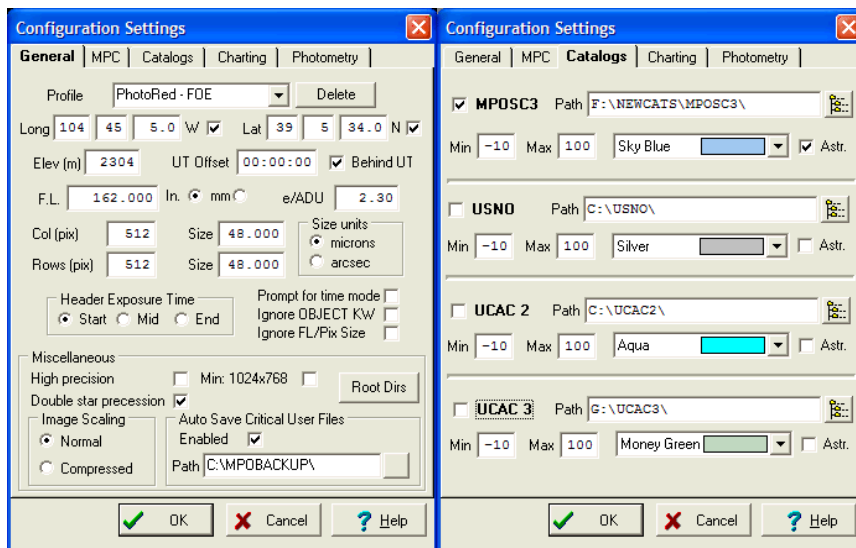 Configuration Settings
General MPC Catalogs Charting Photometry
Profile PhotoRed - FOE Delete
Long 104 45 5.0 W Lat 39 5 34.0 N
Elev (m) 2304 UT Offset 00:00:00 Behind UT
F.L. 162.000 In. mm e/ADU 2.30
Col (pix) 512 Size 48.000 Size units
microns
Rows (pix) 512 Size 48.000 arcsec
Header Exposure Time
Start Mid End
Prompt for time mode
Ignore OBJECT KW
Ignore FL/Pix Size
Miscellaneous
High precision Min: 1024x768 Root Dirs
Double star precession
Image Scaling
Normal
Compressed
Auto Save Critical User Files
Enabled
Path C:\MPOBACKUP\
OK Cancel ? Help
Configuration Settings
General MPC Catalogs Charting Photometry
MPOSC3 Path F:\NEWCATS\MPOSC3\
Min -10 Max 100 Sky Blue Astr.
USNO Path C:\USNO\
Min -10 Max 100 Silver Astr.
UCAC 2 Path C:\UCAC2\
Min -10 Max 100 Aqua Astr.
UCAC 3 Path G:\UCAC3\
Min -10 Max 100 Money Green Astr.
OK Cancel ? Help